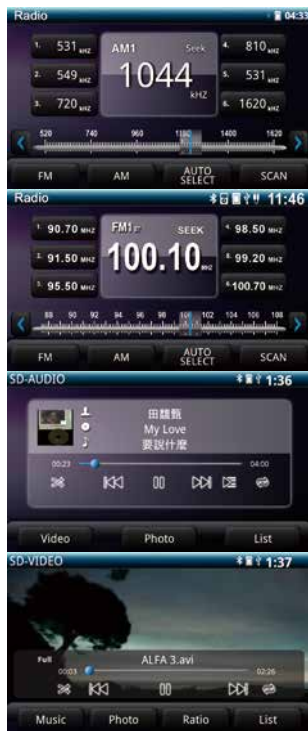 Radio 04:33
1. 531 kHZ
AM1 Seek
4. 810 kHZ
2. 549 kHZ
1044 kHZ
5. 531 kHZ
3. 720 kHZ
6. 1620 kHZ
520 740 960 1180 1400 1620
FM AM AUTO SELECT SCAN
Radio 11:46
1 90.70 MHZ
FM1 ST SEEK
4 98.50 MHZ
2. 91.50 MHZ
100.10 MHZ
5. 99.20 MHZ
3. 95.50 MHZ
6. 100.70 MHZ
88 90 92 94 96 98 100 102 104 106 108
FM AM AUTO SELECT SCAN
SD-AUDIO 1:36
田馥甄
My Love
要說什麼
00:23 04:00
Video Photo List
SD-VIDEO 1:37
Full ALFA 3.avi
00:03 02:26
Music Photo Ratio List